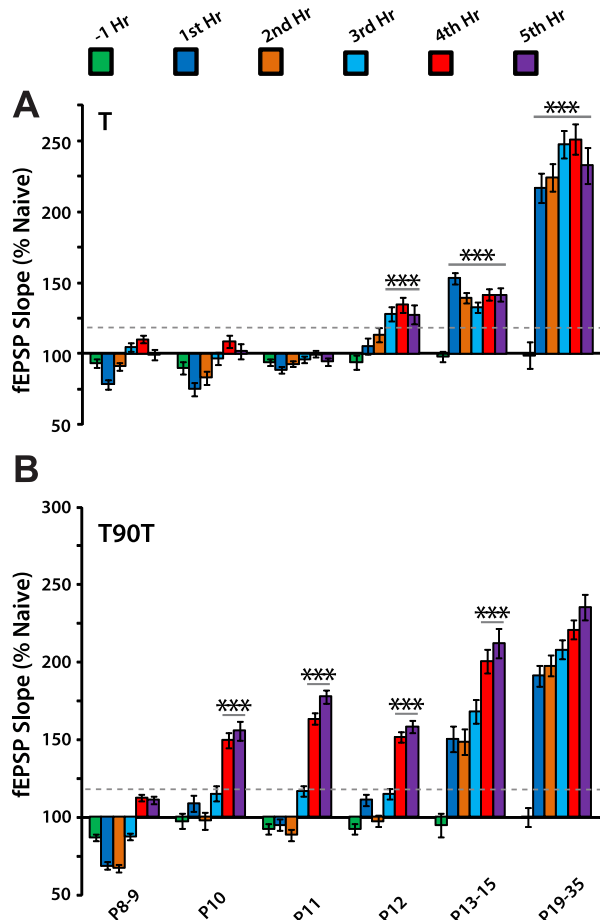 -1 Hr 1st Hr 2nd Hr 3rd Hr 4th Hr 5th Hr
A
T
fEPSP Slope (% Naive)
250
200
150
100
50
***
***
***
B
T90T
fEPSP Slope (% Naive)
300
250
200
150
100
50
***
***
***
***
P8-9 P10 P11 P12 P13-15 P19-35